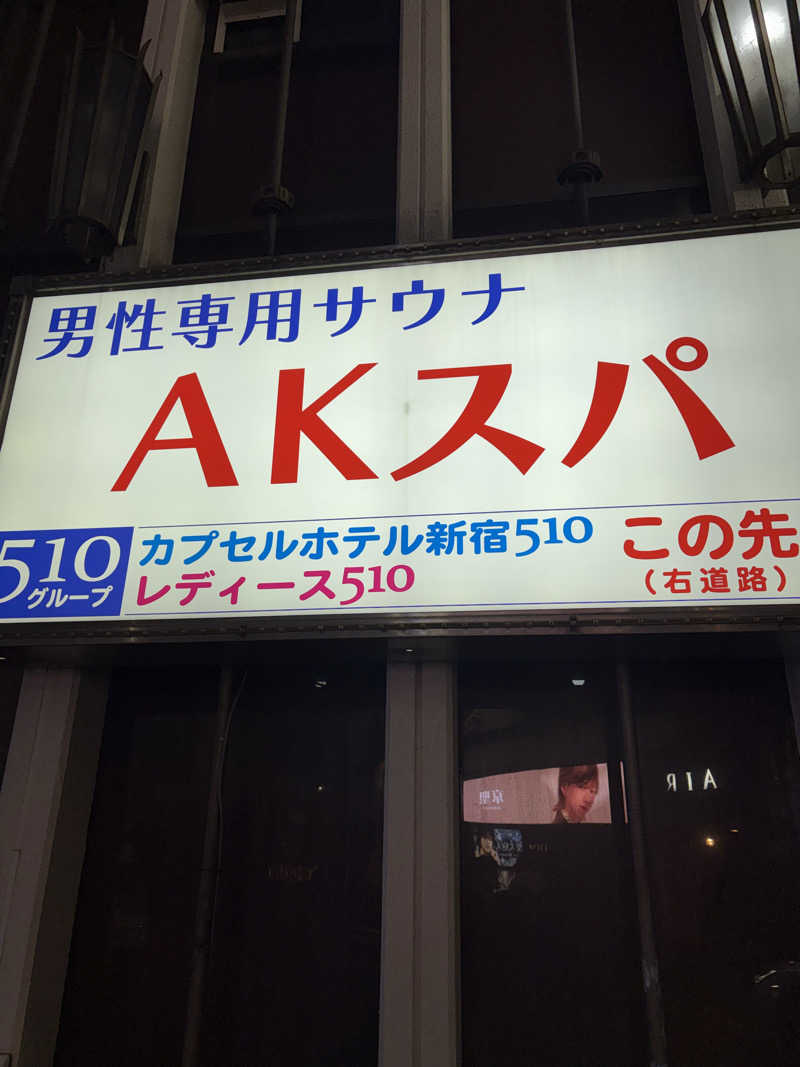 男性専用サウナ
AKスパ
510
グループ
カプセルホテル新宿510
レディース510
この先
(右道路)
AIR